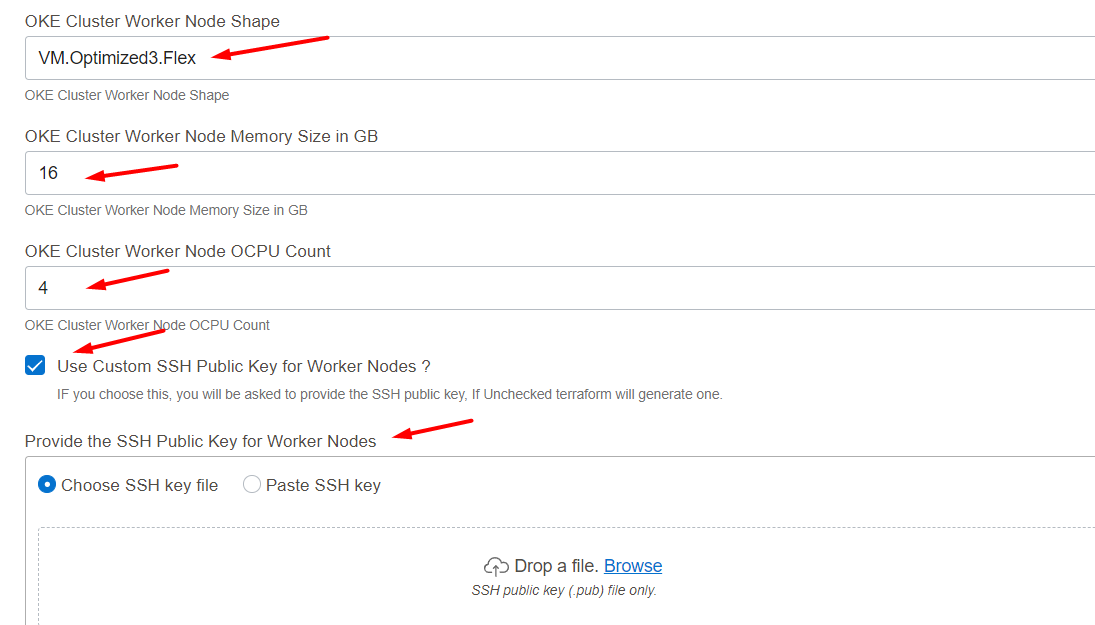 OKE Cluster Worker Node Shape
VM.Optimized3.Flex
OKE Cluster Worker Node Shape
OKE Cluster Worker Node Memory Size in GB
16
OKE Cluster Worker Node Memory Size in GB
OKE Cluster Worker Node OCPU Count
4
OKE Cluster Worker Node OCPU Count
Use Custom SSH Public Key for Worker Nodes ?
IF you choose this, you will be asked to provide the SSH public key, If Unchecked terraform will generate one.
Provide the SSH Public Key for Worker Nodes
Choose SSH key file Paste SSH key
Drop a file. Browse
SSH public key (.pub) file only.